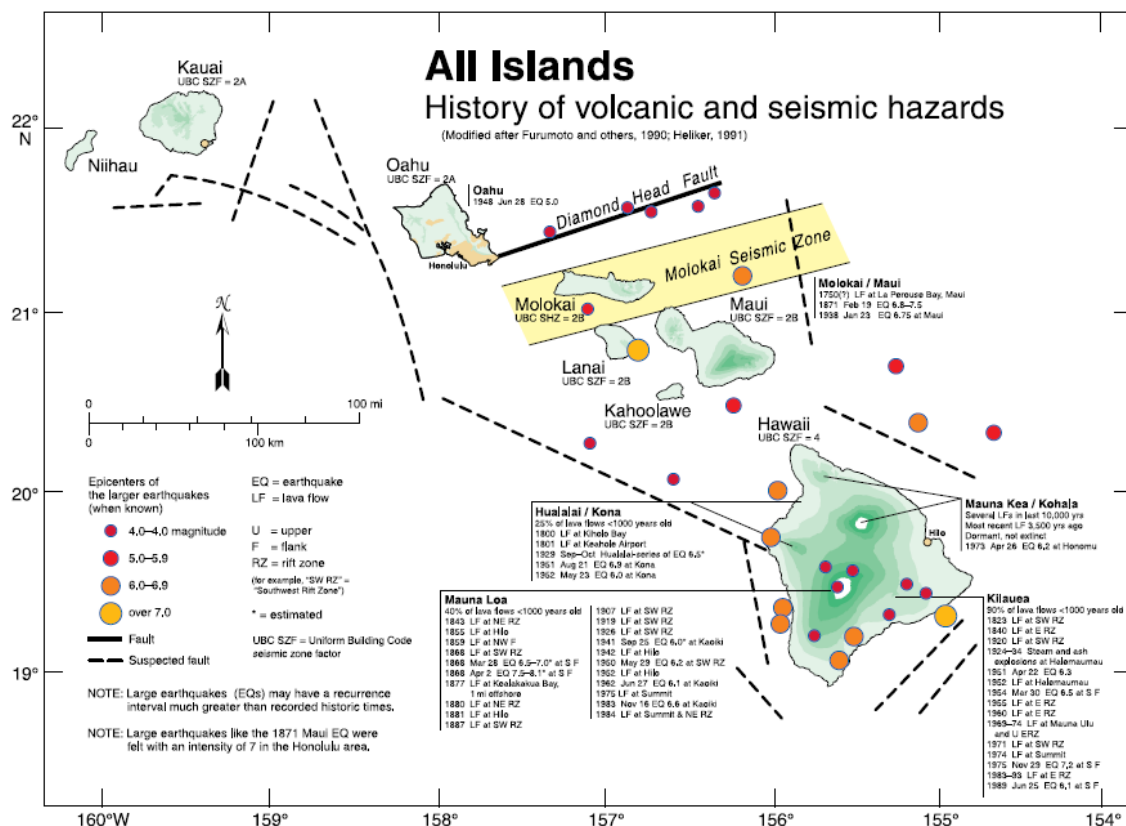 All Islands
History of volcanic and seismic hazards
(Modified after Furumoto and others, 1990; Heliker, 1991)
Kauai
UBC SZF = 2A
Niihau
Oahu
UBC SZF = 2A
Oahu
1948 Jun 28 EQ 5.0
Honolulu
Diamond Head Fault
Molokai Seismic Zone
Molokai
UBC SHZ = 2B
Maui
UBC SZF = 2B
Molokai / Maui
1750(?) LF at La Perouse Bay, Maui
1871 Feb 19 EQ 6.8–7.5
1938 Jan 23 EQ 6.75 at Maui
Lanai
UBC SZF = 2B
Kahoolawe
UBC SZF = 2B
Hawaii
UBC SZF = 4
Hilo
22°
N
21°
20°
19°
N
0 100 mi
0 100 km
Epicenters of
the larger earthquakes
(when known)
4.0–4.0 magnitude
5.0–5.9
6.0–6.9
over 7.0
Fault
Suspected fault
EQ = earthquake
LF = lava flow
U = upper
F = flank
RZ = rift zone
(for example, "SW RZ" =
"Southwest Rift Zone")
* = estimated
UBC SZF = Uniform Building Code
seismic zone factor
NOTE: Large earthquakes (EQs) may have a recurrence
interval much greater than recorded historic times.
NOTE: Large earthquakes like the 1871 Maui EQ were
felt with an intensity of 7 in the Honolulu area.
Hualalai / Kona
25% of lava flows <1000 years old
1800 LF at Kiholo Bay
1801 LF at Keahole Airport
1929 Sep–Oct Hualalai-series of EQ 6.5*
1951 Aug 21 EQ 6.9 at Kona
1952 May 23 EQ 6.0 at Kona
Mauna Kea / Kohala
Several LFs in last 10,000 yrs
Most recent LF 3,500 yrs ago
Dormant, not extinct
1973 Apr 26 EQ 6.2 at Honomu
Mauna Loa
40% of lava flows <1000 years old
1843 LF at NE RZ
1855 LF at Hilo
1859 LF at NW F
1868 LF at SW RZ
1868 Mar 28 EQ 6.5–7.0* at S F
1868 Apr 2 EQ 7.5–8.1* at S F
1877 LF at Kealakakua Bay,
1 mi offshore
1880 LF at NE RZ
1881 LF at Hilo
1887 LF at SW RZ
1907 LF at SW RZ
1919 LF at SW RZ
1926 LF at SW RZ
1941 Sep 25 EQ 6.0* at Kaoiki
1942 LF at Hilo
1950 May 29 EQ 6.2 at SW RZ
1952 LF at Hilo
1962 Jun 27 EQ 6.1 at Kaoiki
1975 LF at Summit
1983 Nov 16 EQ 6.6 at Kaoiki
1984 LF at Summit & NE RZ
Kilauea
90% of lava flows <1000 years old
1823 LF at SW RZ
1840 LF at E RZ
1920 LF at SW RZ
1924–34 Steam and ash
explosions at Halemaumau
1951 Apr 22 EQ 6.3
1952 LF at Halemaumau
1954 Mar 30 EQ 6.5 at S F
1955 LF at E RZ
1960 LF at E RZ
1969–74 LF at Mauna Ulu
and U ERZ
1971 LF at SW RZ
1974 LF at Summit
1975 Nov 29 EQ 7.2 at S F
1983–93 LF at E RZ
1989 Jun 25 EQ 6.1 at S F
160°W 159° 158° 157° 156° 155° 154°